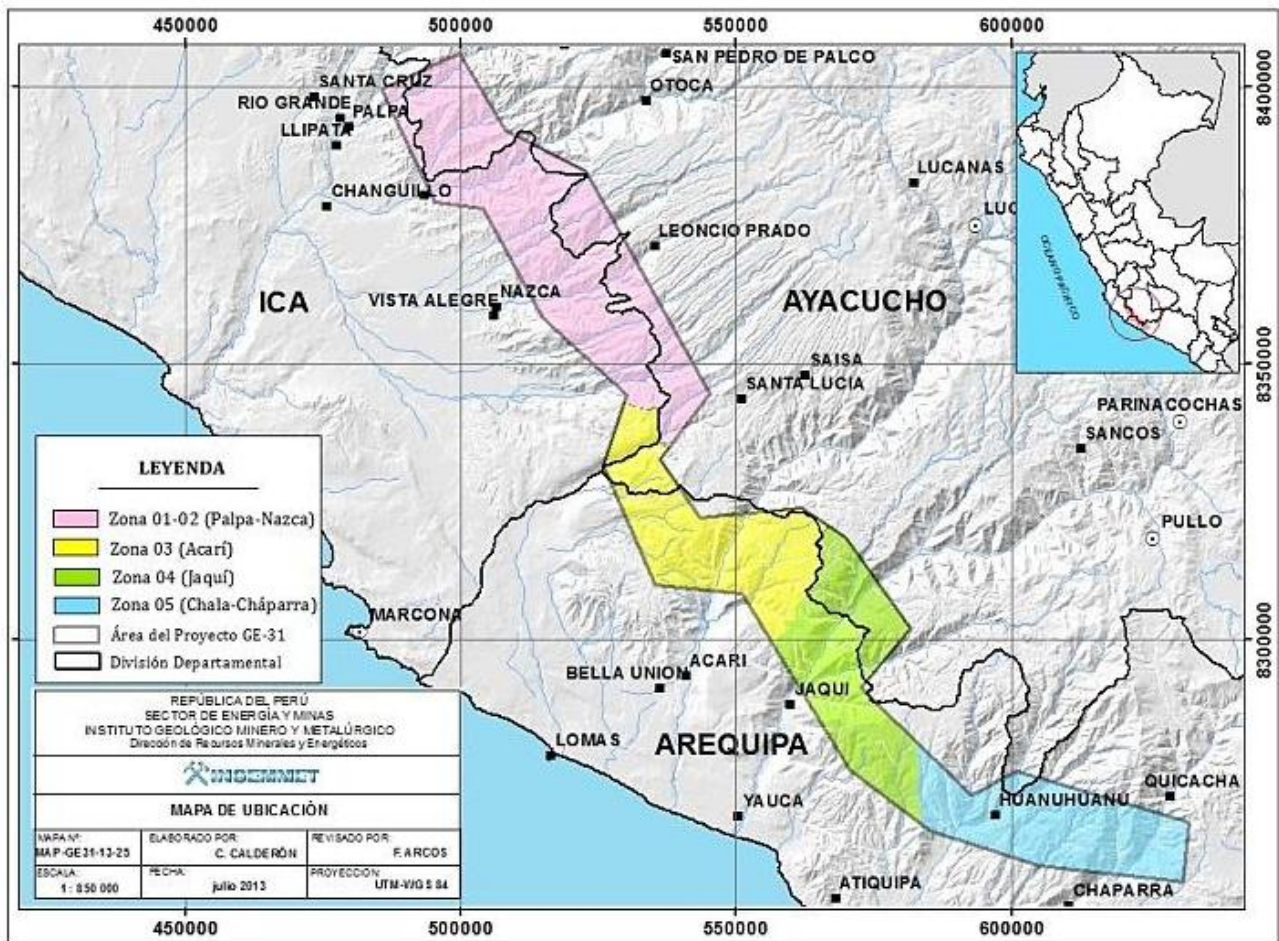 450000 500000 550000 600000
SAN PEDRO DE PALCO
SANTA CRUZ
OTOCA
8400000
RIO GRANDE
PALPA
LLIPATA
LUCANAS
CHANGUILLO
LUC
LEONCIO PRADO
OCÉANO PACÍFICO
VISTA ALEGRE
NAZCA
ICA
AYACUCHO
SAISA
8350000
SANTA LUCIA
PARINACOCHAS
SANCOS
PULLO
LEYENDA
Zona 01-02 (Palpa-Nazca)
Zona 03 (Acarí)
Zona 04 (Jaquí)
Zona 05 (Chala-Cháparra)
Área del Proyecto GE-31
División Departamental
MARCONA
8300000
BELLA UNION
ACARI
JAQUI
LOMAS
AREQUIPA
YAUCA
HUANUHUANU
QUICACHA
ATIQUIPA
CHAPARRA
REPÚBLICA DEL PERÚ
SECTOR DE ENERGÍA Y MINAS
INSTITUTO GEOLÓGICO MINERO Y METALÚRGICO
Dirección de Recursos Minerales y Energéticos
INGEMMET
MAPA DE UBICACIÓN
MAPA Nº:
MAP-GE31-13-25
ELABORADO POR:
C. CALDERÓN
REVISADO POR:
F. ARCOS
ESCALA:
1: 850 000
FECHA:
julio 2013
PROYECCION:
UTM-WGS 84
450000 500000 550000 600000